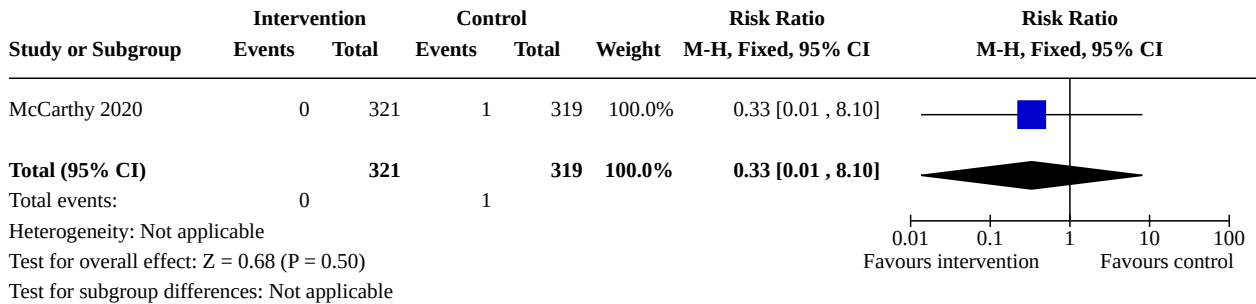 Intervention Control Risk Ratio Risk Ratio
Study or Subgroup Events Total Events Total Weight M-H, Fixed, 95% CI M-H, Fixed, 95% CI
McCarthy 2020 0 321 1 319 100.0% 0.33 [0.01 , 8.10]
Total (95% CI) 321 319 100.0% 0.33 [0.01 , 8.10]
Total events: 0 1
Heterogeneity: Not applicable
0.01 0.1 1 10 100
Test for overall effect: Z = 0.68 (P = 0.50) Favours intervention Favours control
Test for subgroup differences: Not applicable